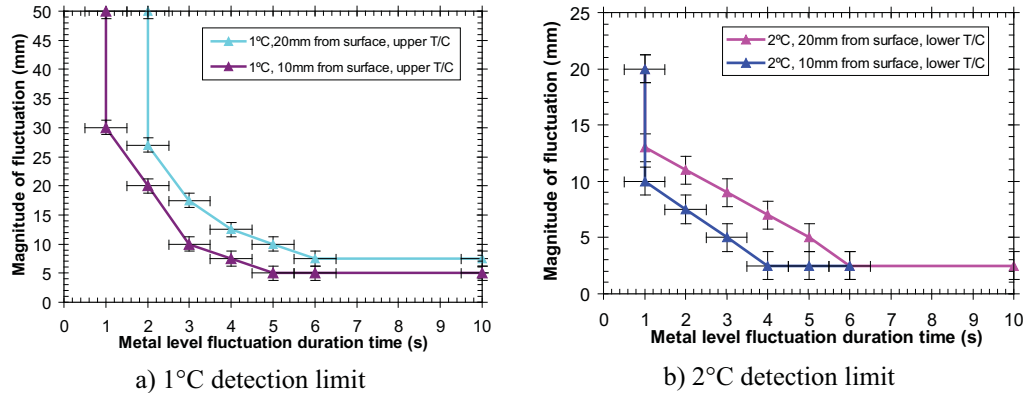 50
45
40
35
30
25
20
15
10
5
0
Magnitude of fluctuation (mm)
1ºC,20mm from surface, upper T/C
1ºC, 10mm from surface, upper T/C
0 1 2 3 4 5 6 7 8 9 10
Metal level fluctuation duration time (s)
a) 1°C detection limit
25
20
15
10
5
0
Magnitude of fluctuation (mm)
2ºC, 20mm from surface, lower T/C
2ºC, 10mm from surface, lower T/C
0 1 2 3 4 5 6 7 8 9 10
Metal level fluctuation duration time (s)
b) 2°C detection limit